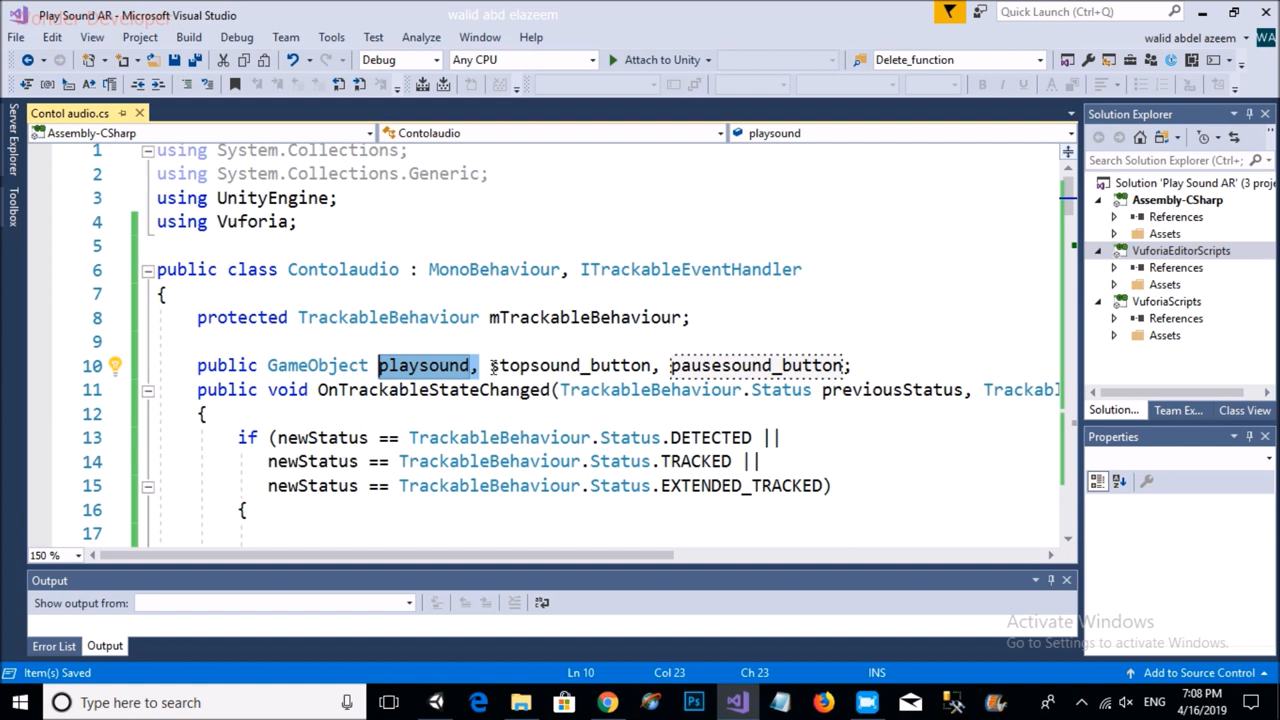 Play Sound AR - Microsoft Visual Studio
walid abd elazeem
Quick Launch (Ctrl+Q)
File Edit View Project Build Debug Team Tools Test Analyze Window Help
walid abdel azeem WA
Debug Any CPU Attach to Unity Delete_function
Contol audio.cs
Assembly-CSharp Contolaudio playsound
Server Explorer
Toolbox
1 using System.Collections;
2 using System.Collections.Generic;
3 using UnityEngine;
4 using Vuforia;
5
6 public class Contolaudio : MonoBehaviour, ITrackableEventHandler
7 {
8 protected TrackableBehaviour mTrackableBehaviour;
9
10 public GameObject playsound, stopsound_button, pausesound_button;
11 public void OnTrackableStateChanged(TrackableBehaviour.Status previousStatus, Trackabl
12 {
13 if (newStatus == TrackableBehaviour.Status.DETECTED ||
14 newStatus == TrackableBehaviour.Status.TRACKED ||
15 newStatus == TrackableBehaviour.Status.EXTENDED_TRACKED)
16 {
17
150 %
Solution Explorer
Search Solution Explorer (Ctrl+;)
Solution 'Play Sound AR' (3 proje
Assembly-CSharp
References
Assets
VuforiaEditorScripts
References
Assets
VuforiaScripts
References
Assets
Solution... Team Ex... Class View
Properties
Output
Show output from:
Error List Output
Activate Windows
Go to Settings to activate Windows.
Item(s) Saved Ln 10 Col 23 Ch 23 INS Add to Source Control
Type here to search
ENG
7:08 PM
4/16/2019